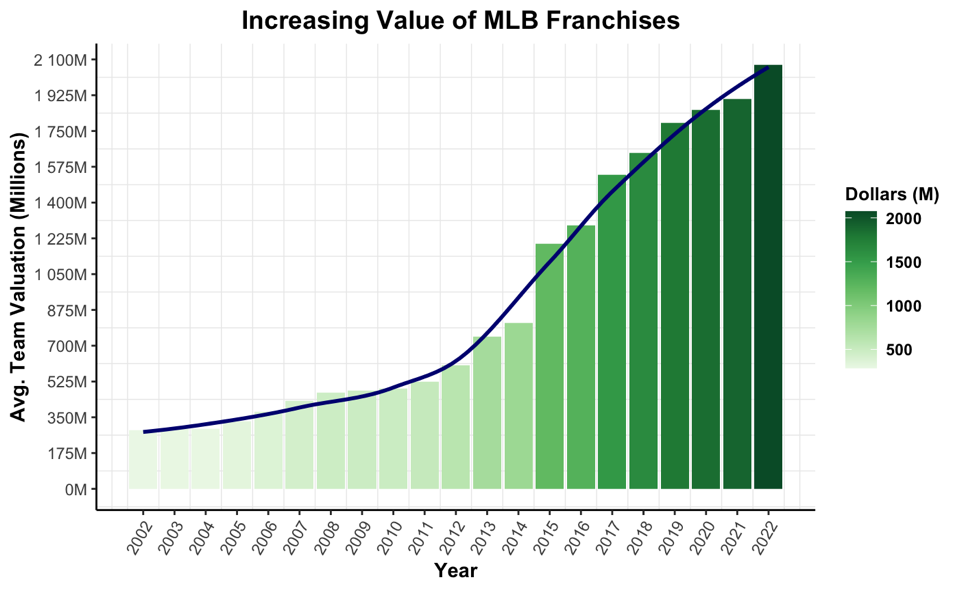 Increasing Value of MLB Franchises
Avg. Team Valuation (Millions)
2 100M
1 925M
1 750M
1 575M
1 400M
1 225M
1 050M
875M
700M
525M
350M
175M
0M
2002 2003 2004 2005 2006 2007 2008 2009 2010 2011 2012 2013 2014 2015 2016 2017 2018 2019 2020 2021 2022
Year
Dollars (M)
2000
1500
1000
500